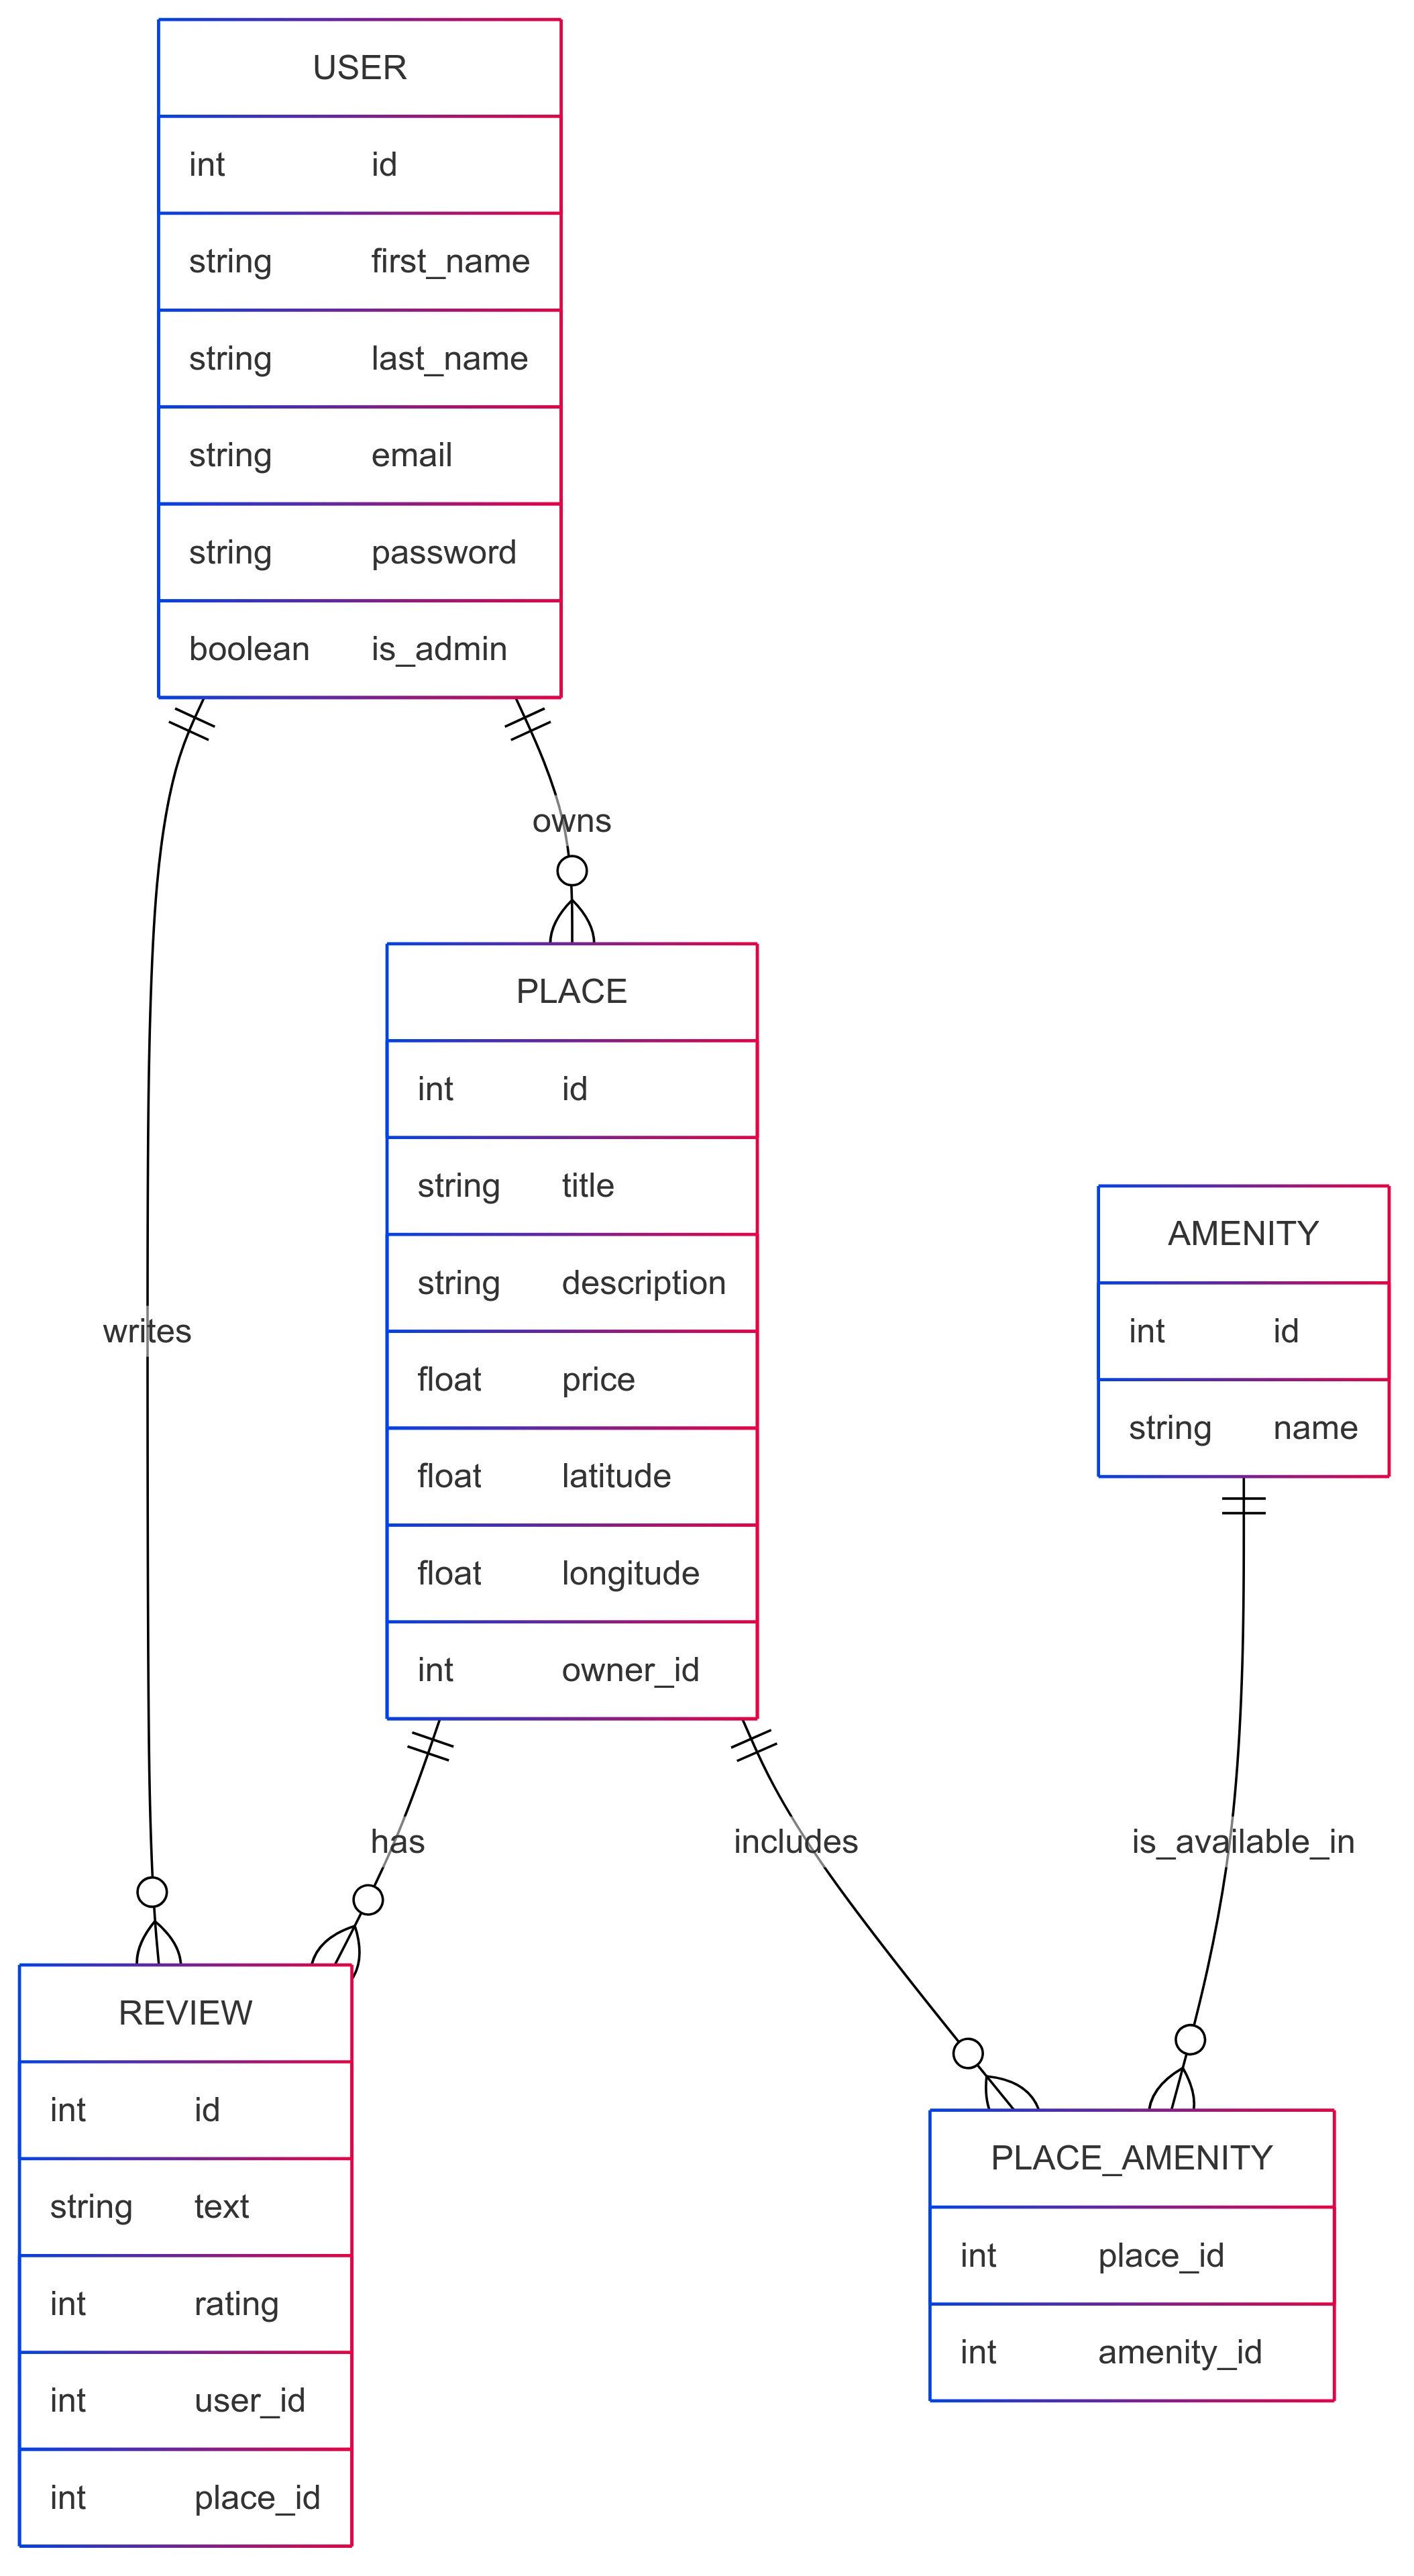 USER
int id
string first_name
string last_name
string email
string password
boolean is_admin
owns
PLACE
int id
string title
string description
float price
float latitude
float longitude
int owner_id
AMENITY
int id
string name
writes
has
includes
is_available_in
REVIEW
int id
string text
int rating
int user_id
int place_id
PLACE_AMENITY
int place_id
int amenity_id